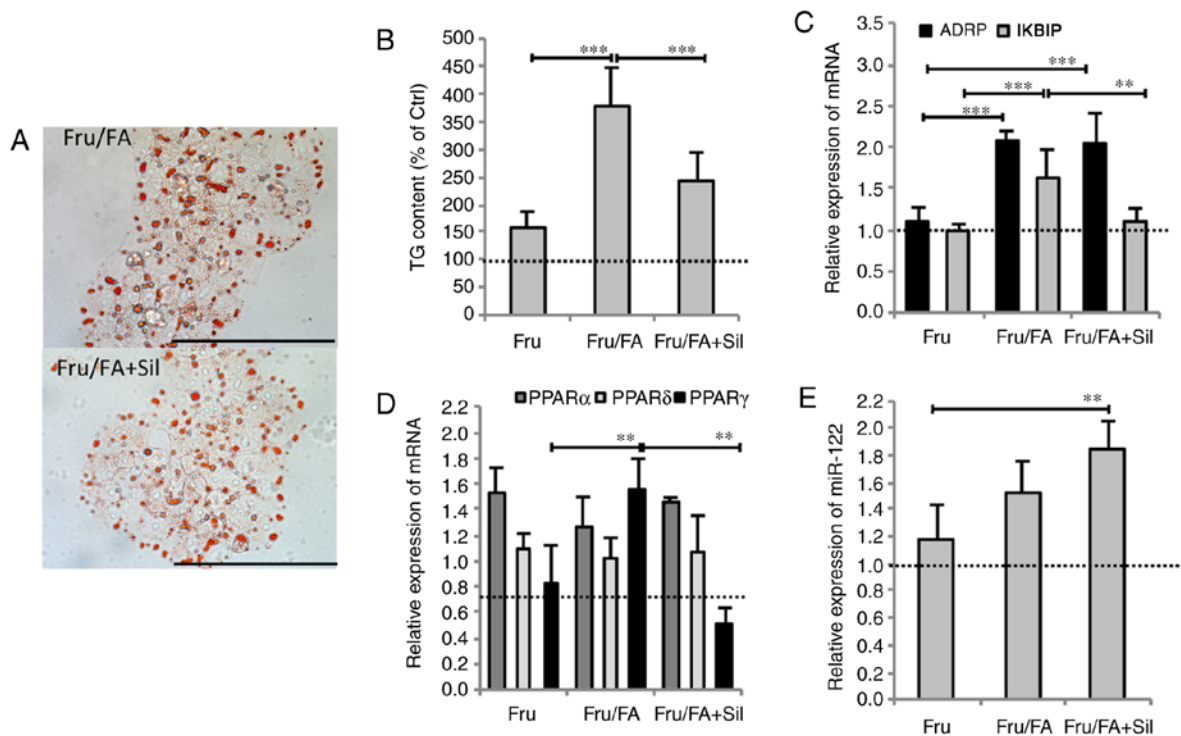 A
Fru/FA
Fru/FA+Sil
B
TG content (% of Ctrl)
500
450
400
350
300
250
200
150
100
50
0
***
***
Fru
Fru/FA
Fru/FA+Sil
C
ADRP IKBIP
Relative expression of mRNA
3.5
3.0
2.5
2.0
1.5
1.0
0.5
0.0
***
***
**
***
Fru
Fru/FA
Fru/FA+Sil
D
PPARα PPARδ PPARγ
Relative expression of mRNA
2.2
2.0
1.8
1.6
1.4
1.2
1.0
0.8
0.6
0.4
0.2
0.0
**
**
Fru
Fru/FA
Fru/FA+Sil
E
Relative expression of miR-122
2.2
2.0
1.8
1.6
1.4
1.2
1.0
0.8
0.6
0.4
0.2
0.0
**
Fru
Fru/FA
Fru/FA+Sil